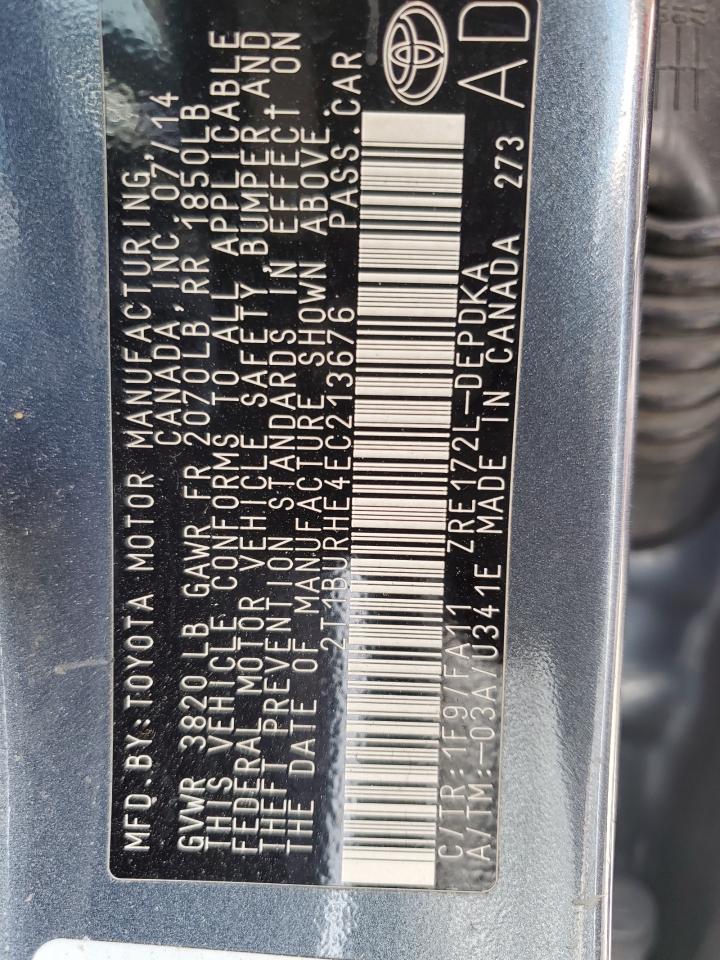 MFD.BY:TOYOTA MOTOR MANUFACTURING,
CANADA, INC. 07/14
GVWR 3820 LB GAWR FR 2070LB, RR 1850LB
THIS VEHICLE CONFORMS TO ALL APPLICABLE
FEDERAL MOTOR VEHICLE SAFETY, BUMPER AND
THEFT PREVENTION STANDARDS IN EFFECT ON
THE DATE OF MANUFACTURE SHOWN ABOVE.
2T1BURHE4EC213676 PASS.CAR
C/TR:1F9/FA11 ZRE172L-DEPDKA
A/TM:-03A/U341E MADE IN CANADA 273
AD